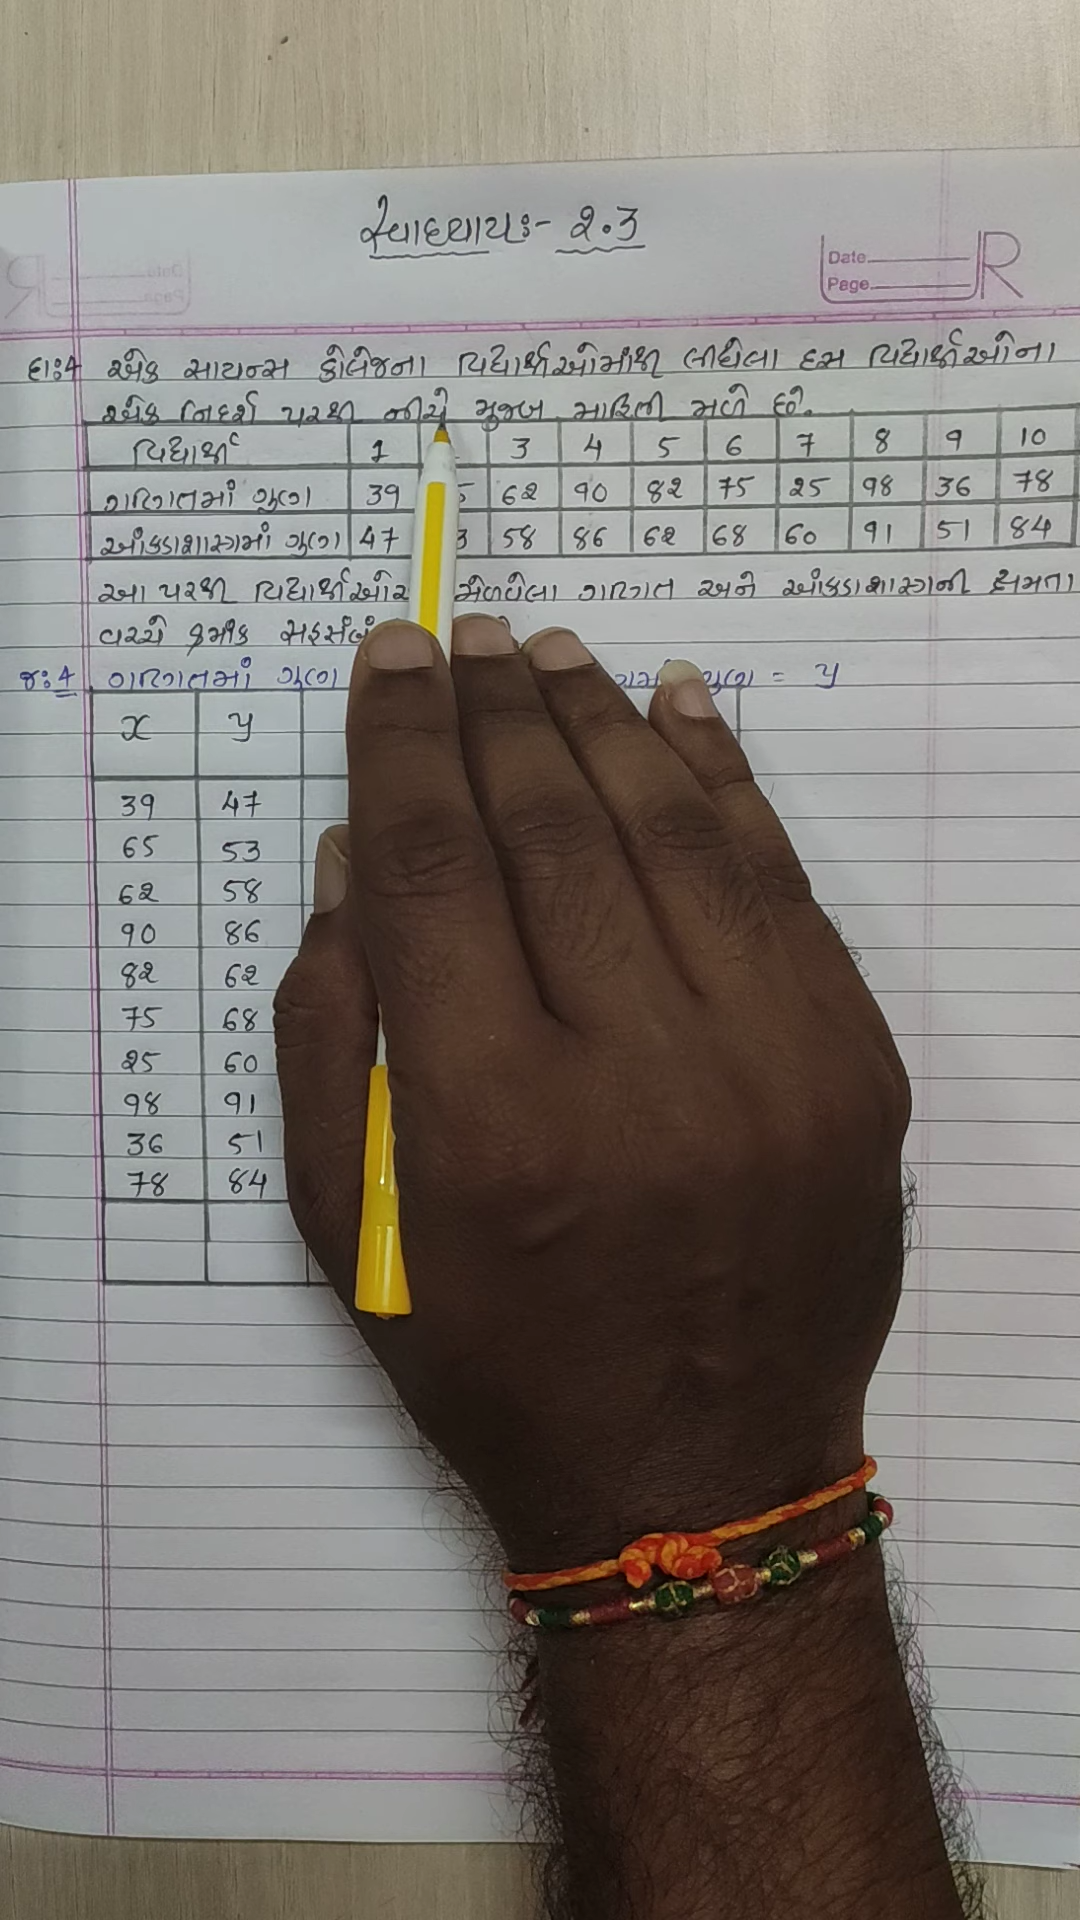 સ્વાધ્યાય:- 2.3
Date
Page
R
દા:4 એક સાયન્સ કોલેજના વિદ્યાર્થીઓમાંથી લીધેલા દસ વિદ્યાર્થીઓના
એક નિદર્શ પરથી નીચે મુજબ માહિતી મળે છે.
વિદ્યાર્થી 1 3 4 5 6 7 8 9 10
ગણિતમાં ગુણ 39 62 90 82 75 25 98 36 78
આંકડાશાસ્ત્રમાં ગુણ 47 58 86 62 68 60 91 51 84
આ પરથી વિદ્યાર્થીઓએ મેળવેલા ગણિત અને આંકડાશાસ્ત્રની ક્ષમતા
વચ્ચે ક્રમાંક
જ:4 ગણિતમાં ગુણ ગુણ = y
x y
39 47
65 53
62 58
90 86
82 62
75 68
25 60
98 91
36 51
78 84